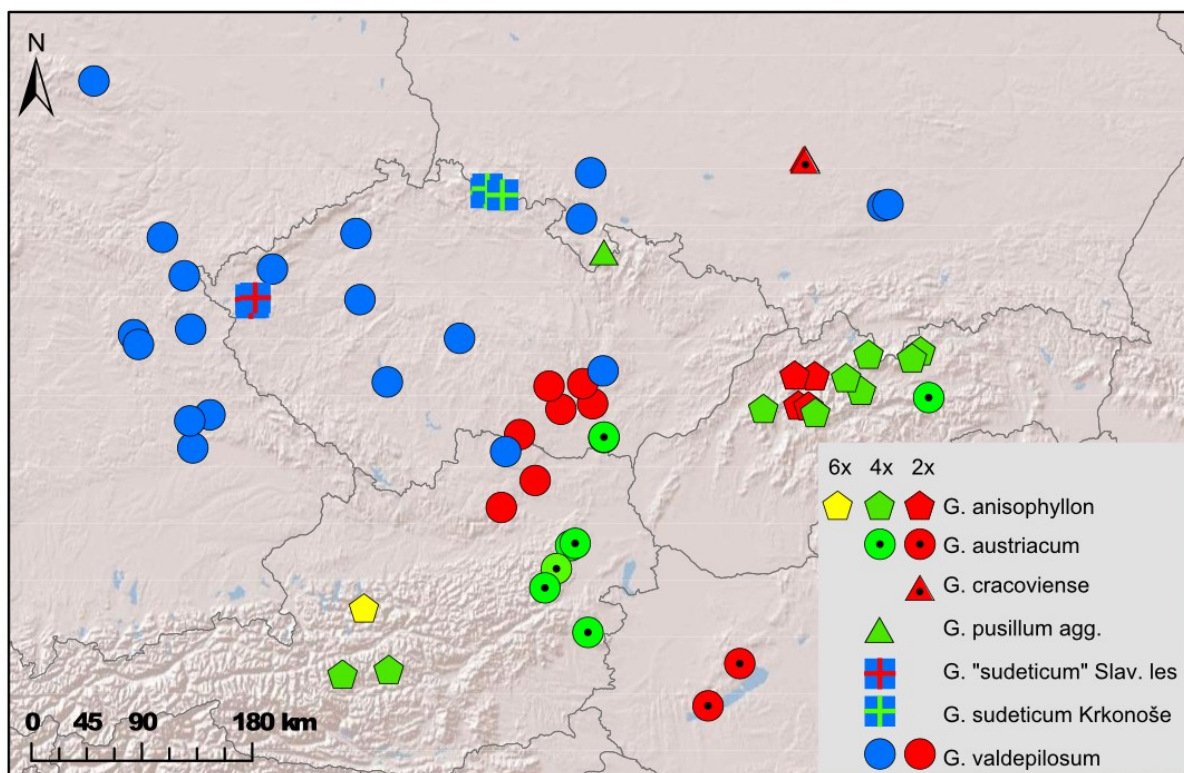 N
6x 4x 2x
G. anisophyllon
G. austriacum
G. cracoviense
G. pusillum agg.
G. "sudeticum" Slav. les
G. sudeticum Krkonoše
G. valdepilosum
0 45 90 180 km